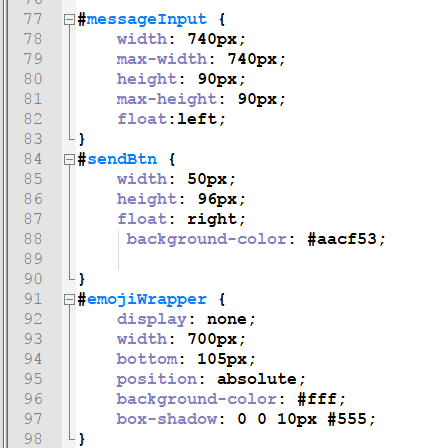 77 #messageInput {
78 width: 740px;
79 max-width: 740px;
80 height: 90px;
81 max-height: 90px;
82 float:left;
83 }
84 #sendBtn {
85 width: 50px;
86 height: 96px;
87 float: right;
88 background-color: #aacf53;
89
90 }
91 #emojiWrapper {
92 display: none;
93 width: 700px;
94 bottom: 105px;
95 position: absolute;
96 background-color: #fff;
97 box-shadow: 0 0 10px #555;
98 }